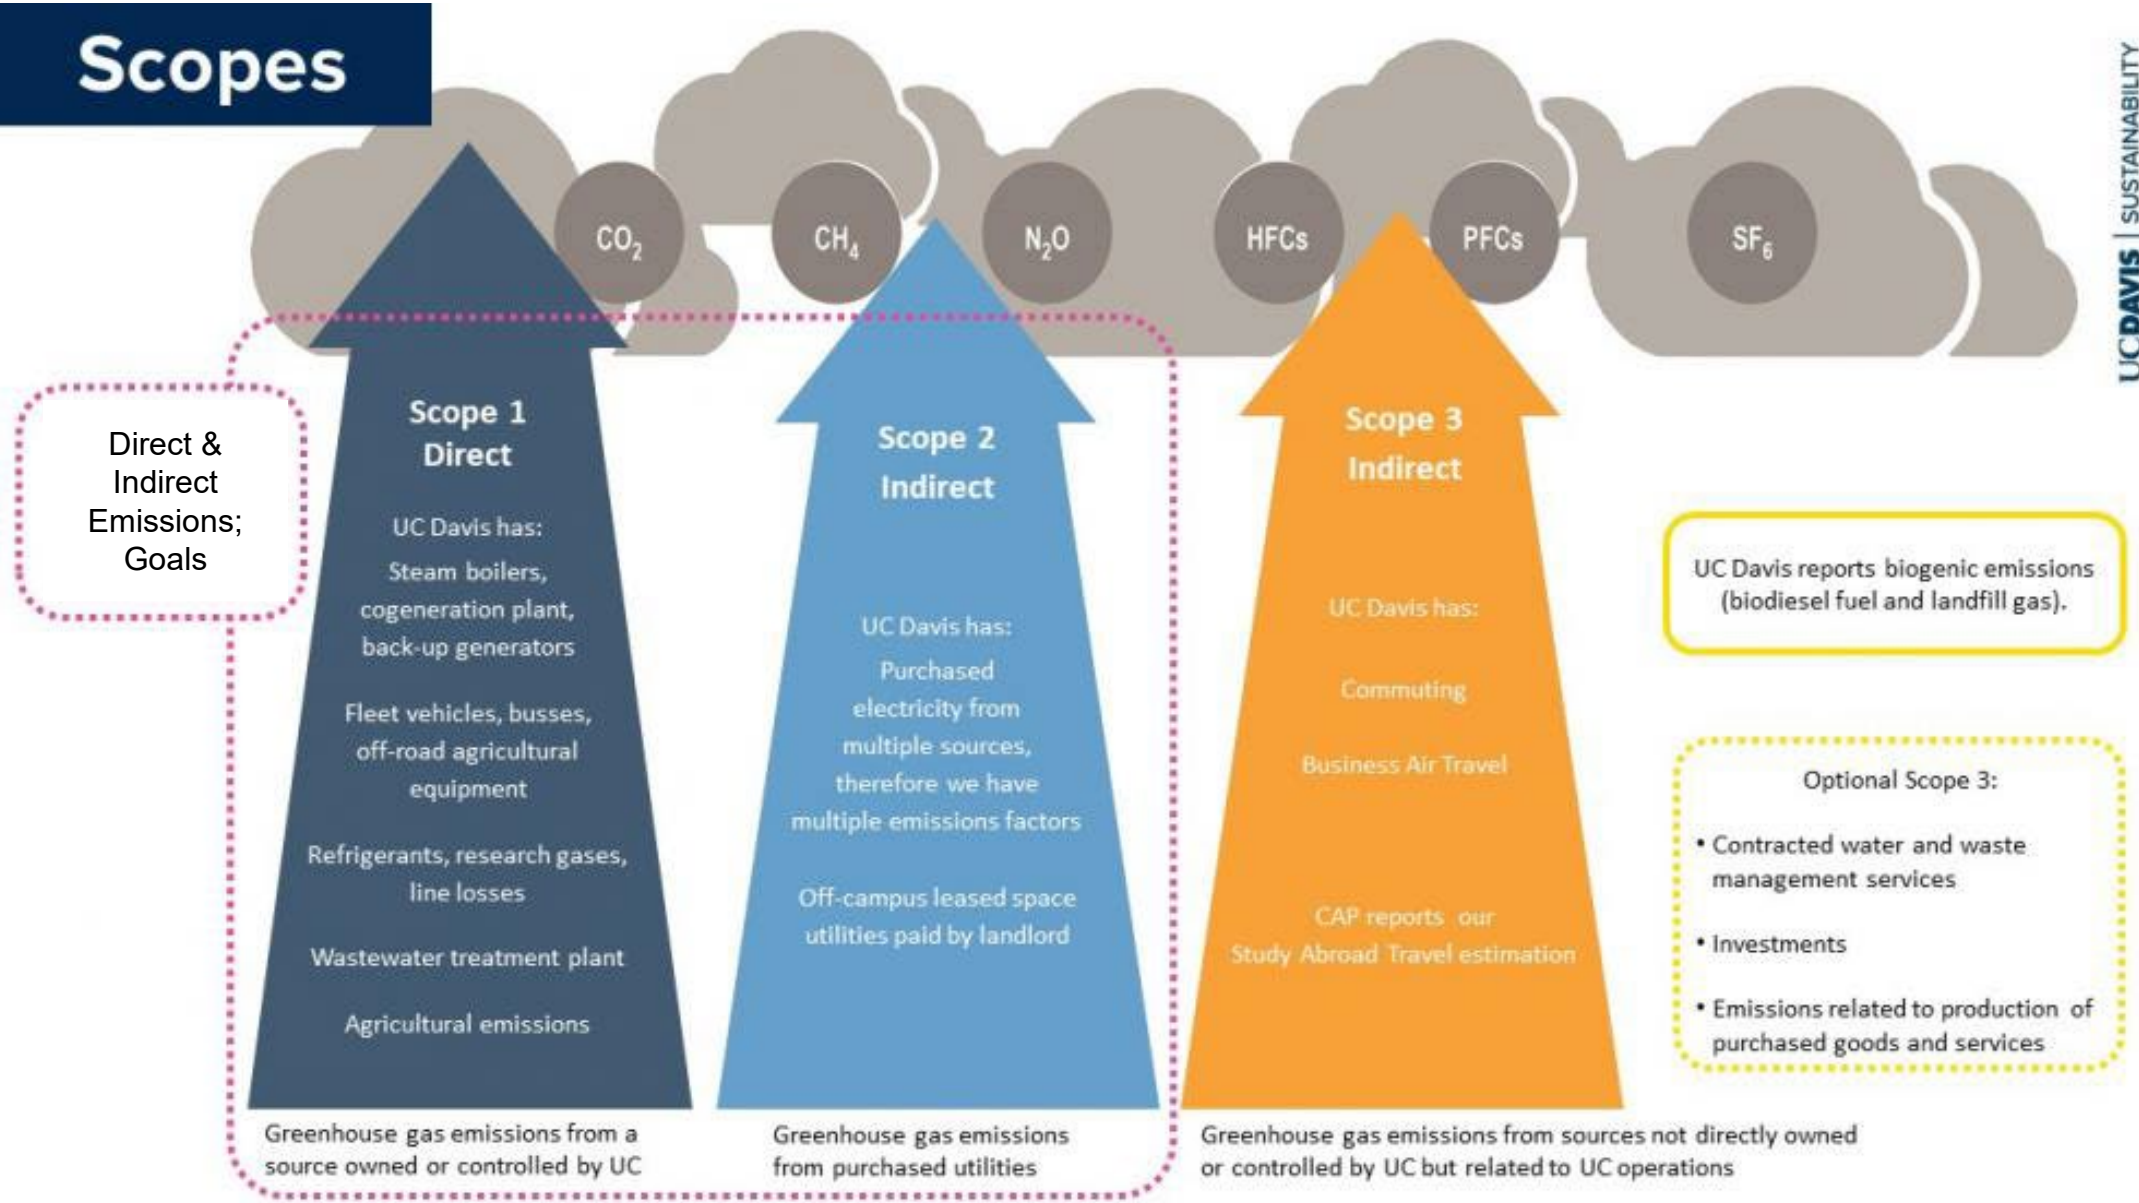 Scopes
UCDAVIS | SUSTAINABILITY
CO₂
CH₄
N₂O
HFCs
PFCs
SF₆
Direct &
Indirect
Emissions;
Goals
Scope 1
Direct
UC Davis has:
Steam boilers,
cogeneration plant,
back-up generators
Fleet vehicles, busses,
off-road agricultural
equipment
Refrigerants, research gases,
line losses
Wastewater treatment plant
Agricultural emissions
Greenhouse gas emissions from a
source owned or controlled by UC
Scope 2
Indirect
UC Davis has:
Purchased
electricity from
multiple sources,
therefore we have
multiple emissions factors
Off-campus leased space
utilities paid by landlord
Greenhouse gas emissions
from purchased utilities
Scope 3
Indirect
UC Davis has:
Commuting
Business Air Travel
CAP reports our
Study Abroad Travel estimation
Greenhouse gas emissions from sources not directly owned
or controlled by UC but related to UC operations
UC Davis reports biogenic emissions
(biodiesel fuel and landfill gas).
Optional Scope 3:
• Contracted water and waste
management services
• Investments
• Emissions related to production of
purchased goods and services